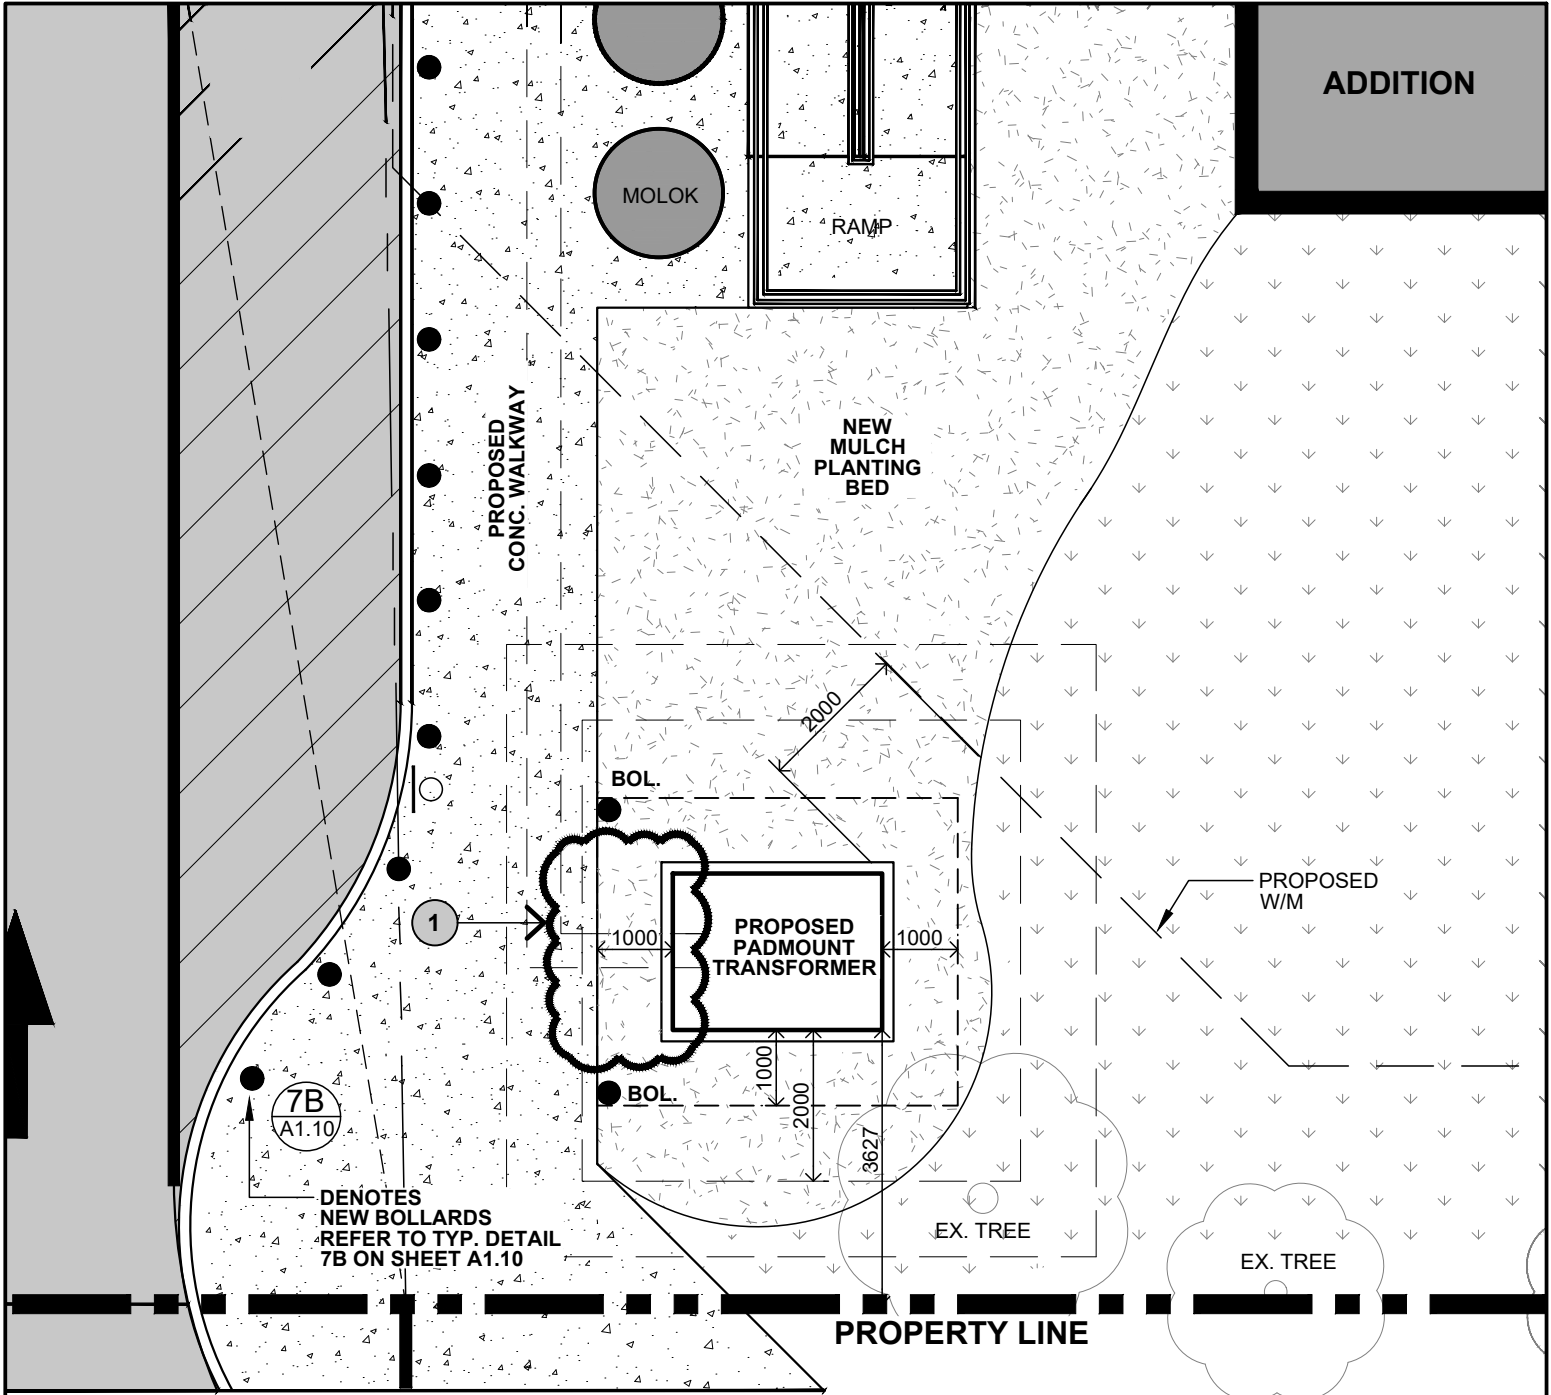 ADDITION
MOLOK
RAMP
PROPOSED
CONC. WALKWAY
NEW
MULCH
PLANTING
BED
2000
BOL.
PROPOSED
W/M
1
1000
PROPOSED
PADMOUNT
TRANSFORMER
1000
1000
2000
3627
BOL.
7B
A1.10
DENOTES
NEW BOLLARDS
REFER TO TYP. DETAIL
7B ON SHEET A1.10
EX. TREE
EX. TREE
PROPERTY LINE